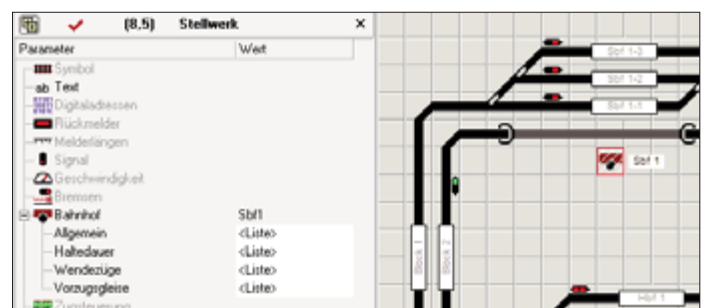 (8,5) Stellwerk
Parameter Wert
Symbol
ab Text
Digitaladressen
Rückmelder
Melderlängen
Signal
Geschwindigkeit
Bremsen
Bahnhof Sbf1
Allgemein <Liste>
Haltedauer <Liste>
Wendezüge <Liste>
Vorzugsgleise <Liste>
Zugsteuerung
Sbf 1-3
Sbf 1-2
Sbf 1-1
Sbf 1
Block 1
Block 2
Hbf 1